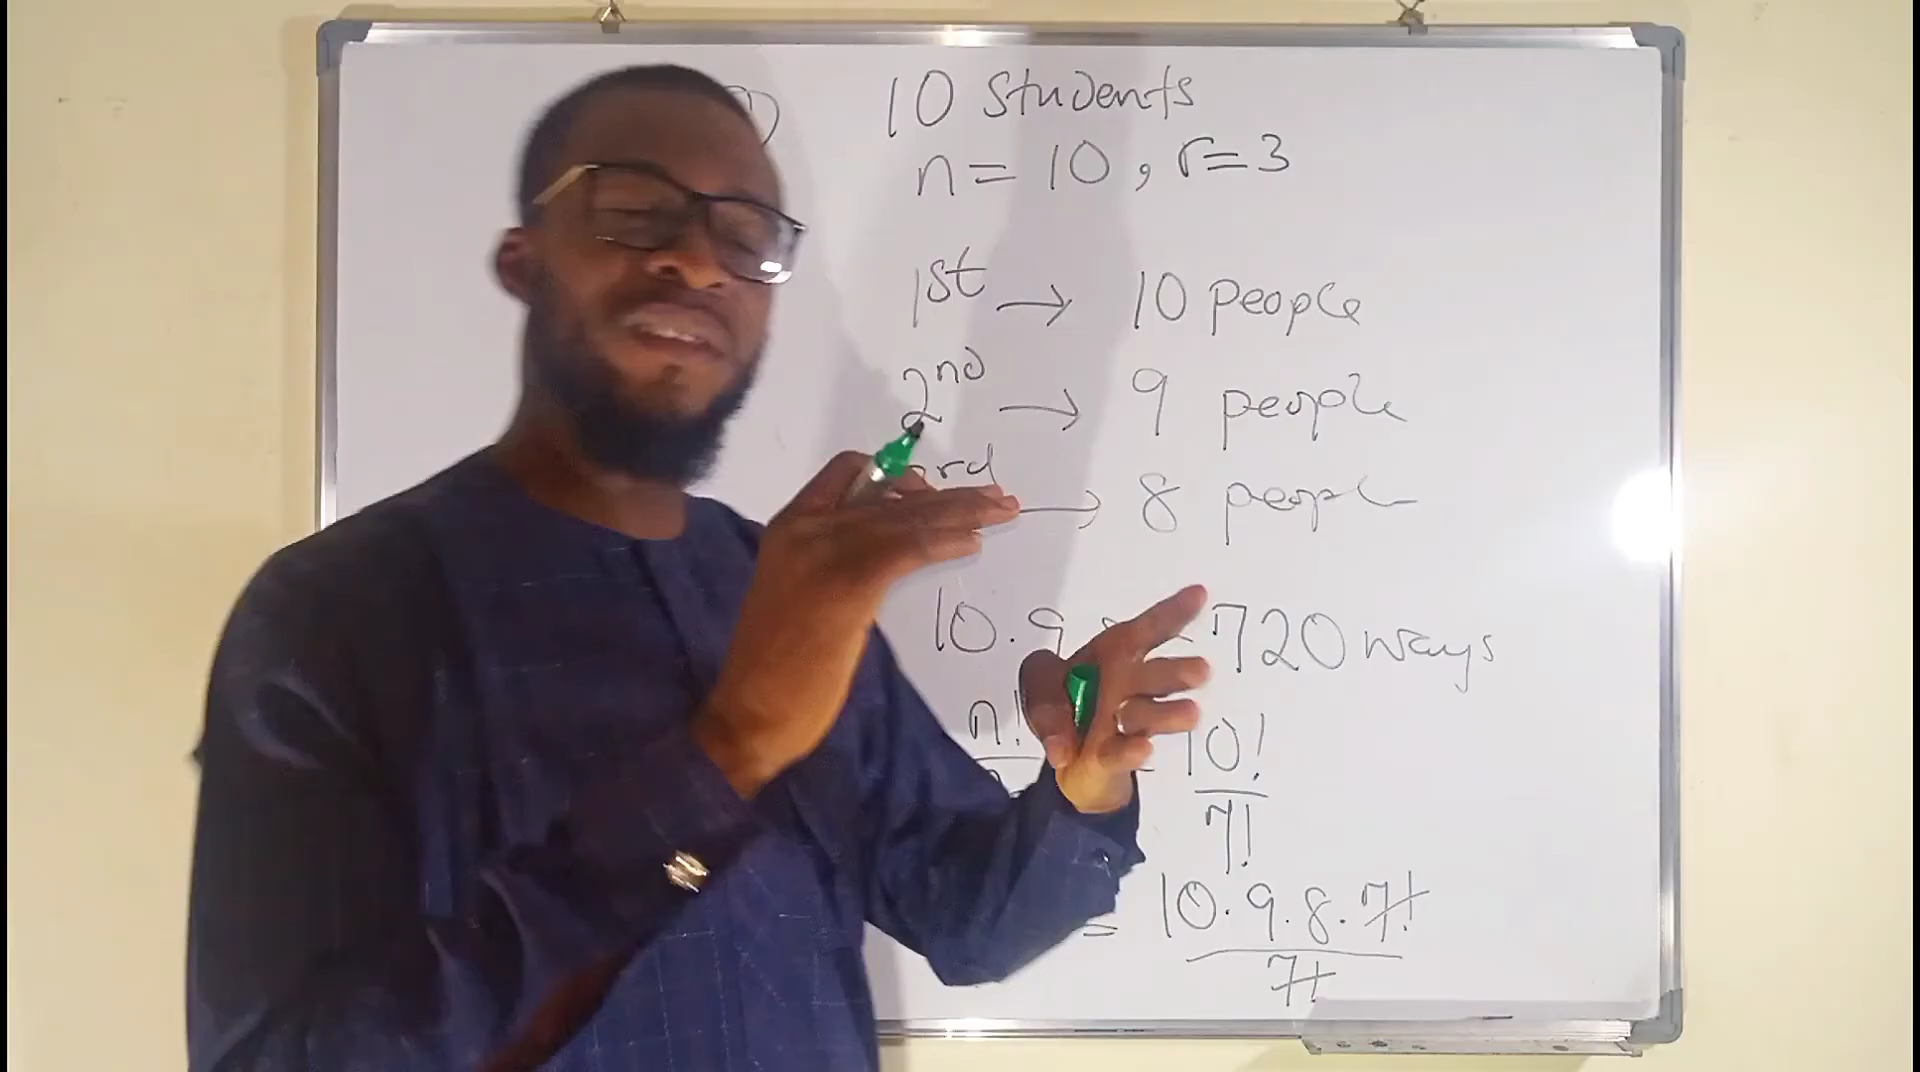 10 Students
n = 10, r = 3
1st → 10 people
2nd → 9 people
rd → 8 people
10 . 9 = 720 ways
n! = 10!
7!
= 10 . 9 . 8 . 7!
7!